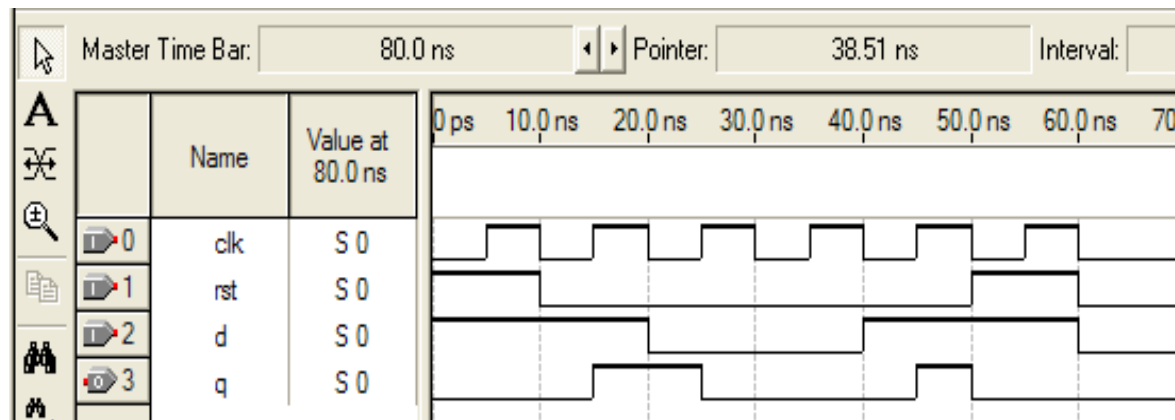 Master Time Bar: 80.0 ns Pointer: 38.51 ns Interval:
A
Name Value at
80.0 ns
0 ps 10.0 ns 20.0 ns 30.0 ns 40.0 ns 50.0 ns 60.0 ns 70
0 clk S 0
1 rst S 0
2 d S 0
3 q S 0